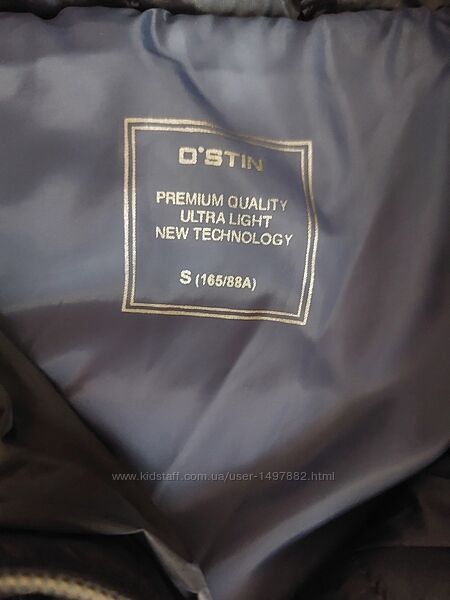 O'STIN
PREMIUM QUALITY
ULTRA LIGHT
NEW TECHNOLOGY
S (165/88A)
www.kidstaff.com.ua/user-1497882.html